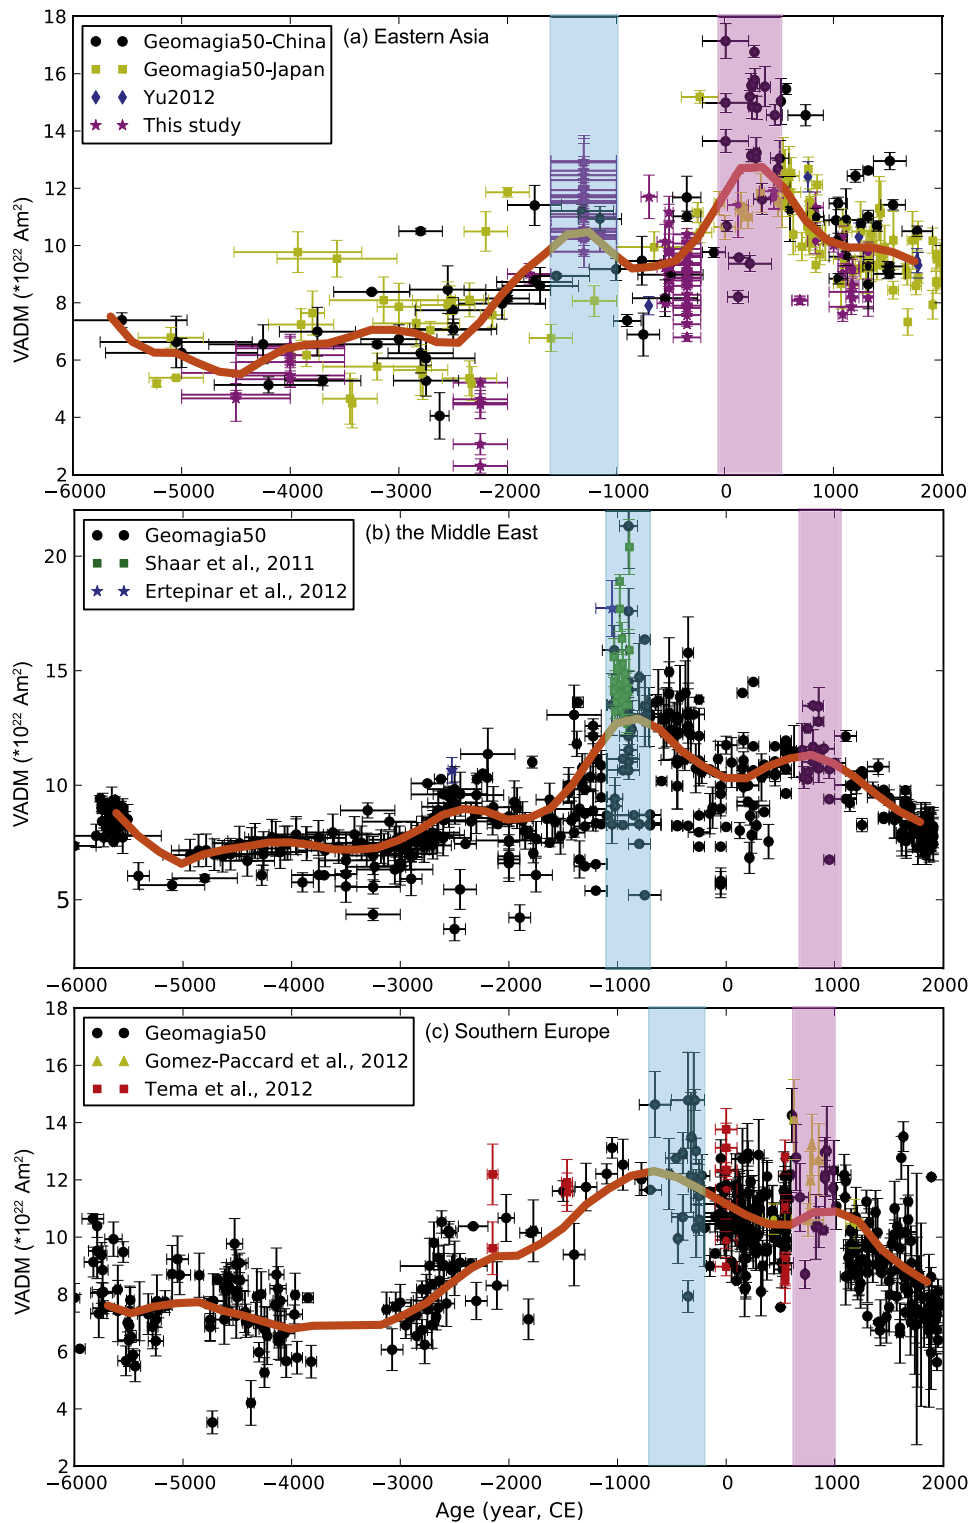 (a) Eastern Asia
Geomagia50-China
Geomagia50-Japan
Yu2012
This study
VADM (*10²² Am²)
18
16
14
12
10
8
6
4
2
−6000 −5000 −4000 −3000 −2000 −1000 0 1000 2000
(b) the Middle East
Geomagia50
Shaar et al., 2011
Ertepinar et al., 2012
VADM (*10²² Am²)
20
15
10
5
−6000 −5000 −4000 −3000 −2000 −1000 0 1000 2000
(c) Southern Europe
Geomagia50
Gomez-Paccard et al., 2012
Tema et al., 2012
VADM (*10²² Am²)
18
16
14
12
10
8
6
4
2
−6000 −5000 −4000 −3000 −2000 −1000 0 1000 2000
Age (year, CE)